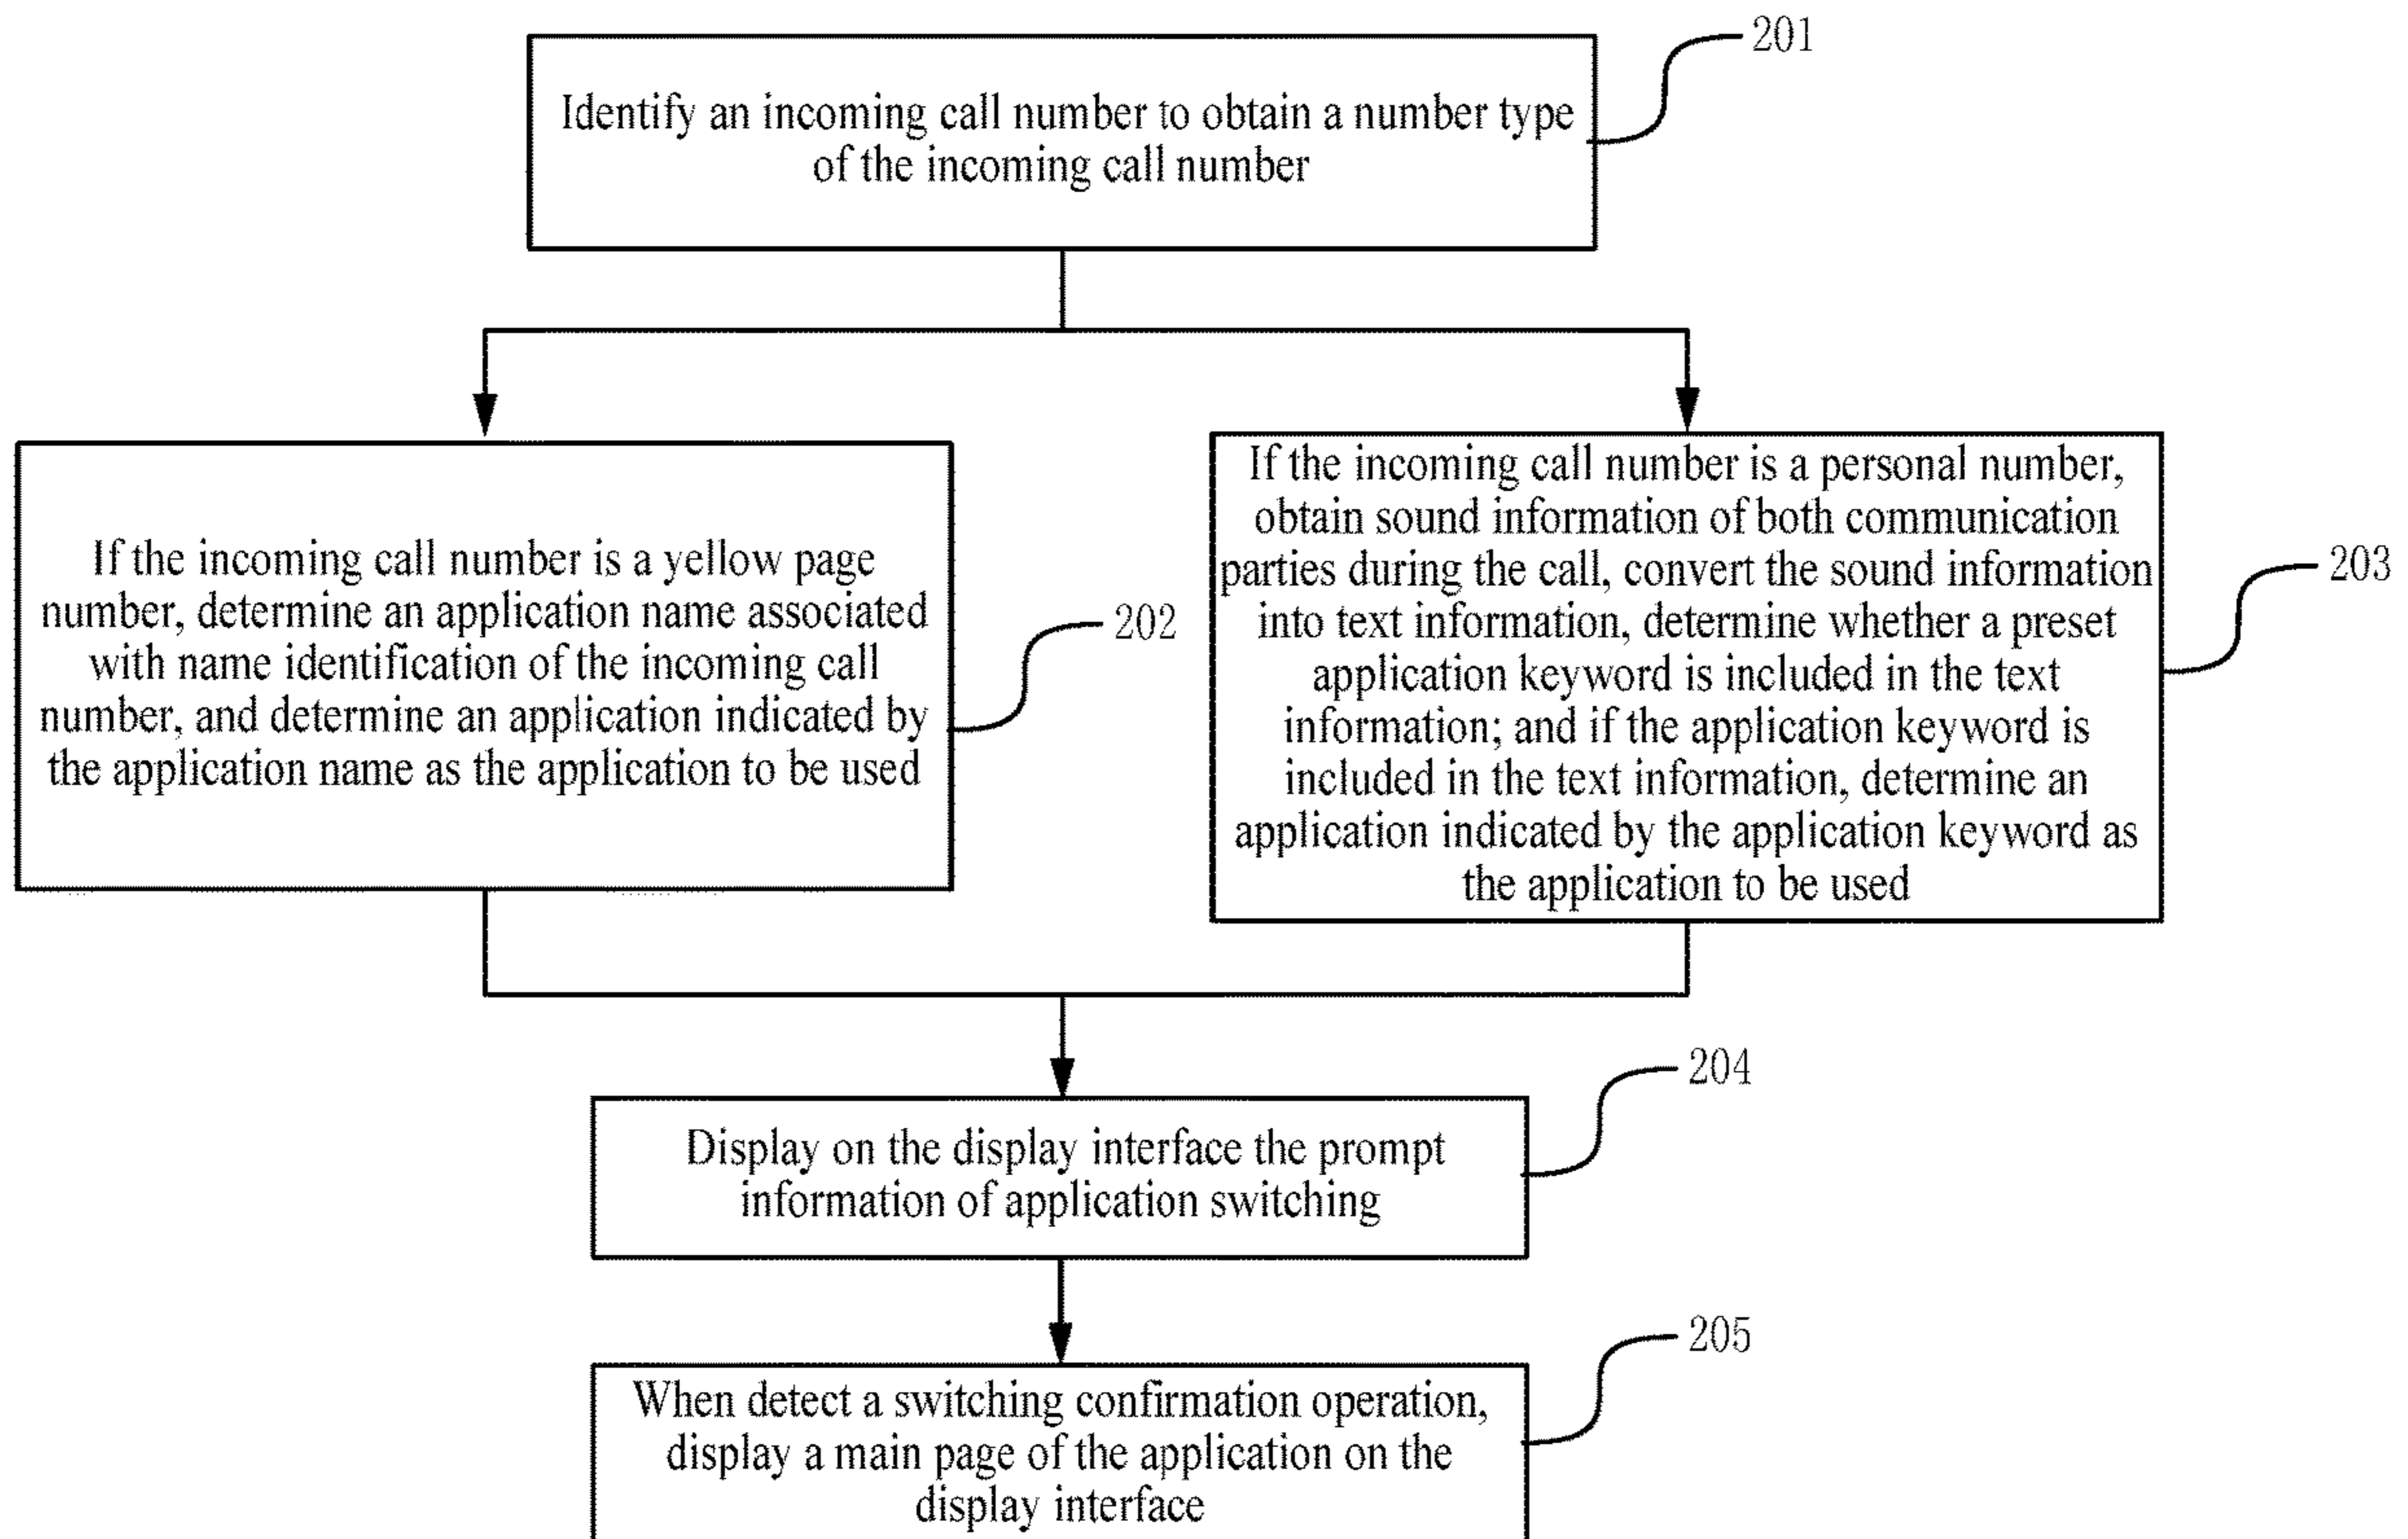 201
Identify an incoming call number to obtain a number type
of the incoming call number
If the incoming call number is a yellow page
number, determine an application name associated
with name identification of the incoming call
number, and determine an application indicated by
the application name as the application to be used
202
If the incoming call number is a personal number,
obtain sound information of both communication
parties during the call, convert the sound information
into text information, determine whether a preset
application keyword is included in the text
information; and if the application keyword is
included in the text information, determine an
application indicated by the application keyword as
the application to be used
203
204
Display on the display interface the prompt
information of application switching
205
When detect a switching confirmation operation,
display a main page of the application on the
display interface